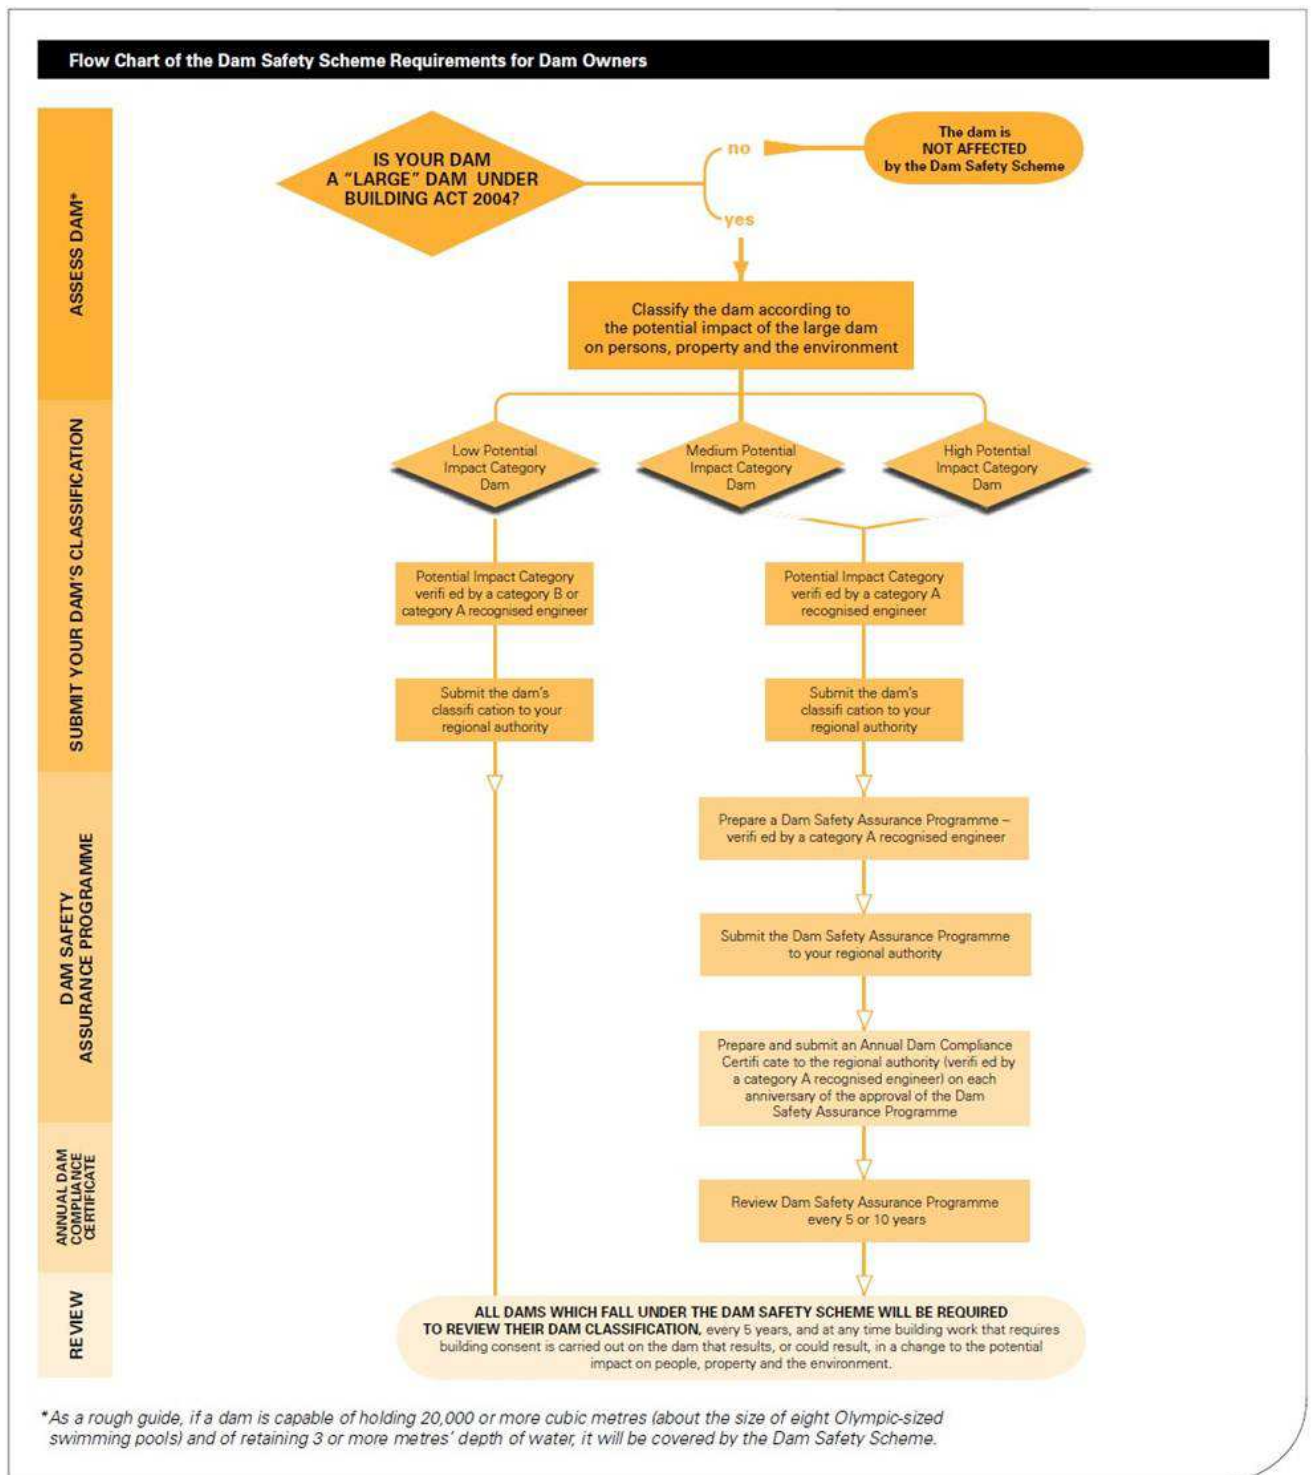 Flow Chart of the Dam Safety Scheme Requirements for Dam Owners
ASSESS DAM*
IS YOUR DAM
A “LARGE” DAM UNDER
BUILDING ACT 2004?
no
The dam is
NOT AFFECTED
by the Dam Safety Scheme
yes
Classify the dam according to
the potential impact of the large dam
on persons, property and the environment
SUBMIT YOUR DAM’S CLASSIFICATION
Low Potential
Impact Category
Dam
Medium Potential
Impact Category
Dam
High Potential
Impact Category
Dam
Potential Impact Category
verifi ed by a category B or
category A recognised engineer
Potential Impact Category
verifi ed by a category A
recognised engineer
Submit the dam’s
classifi cation to your
regional authority
Submit the dam’s
classifi cation to your
regional authority
DAM SAFETY
ASSURANCE PROGRAMME
Prepare a Dam Safety Assurance Programme –
verifi ed by a category A recognised engineer
Submit the Dam Safety Assurance Programme
to your regional authority
Prepare and submit an Annual Dam Compliance
Certifi cate to the regional authority (verifi ed by
a category A recognised engineer) on each
anniversary of the approval of the Dam
Safety Assurance Programme
ANNUAL DAM
COMPLIANCE
CERTIFICATE
Review Dam Safety Assurance Programme
every 5 or 10 years
REVIEW
ALL DAMS WHICH FALL UNDER THE DAM SAFETY SCHEME WILL BE REQUIRED
TO REVIEW THEIR DAM CLASSIFICATION, every 5 years, and at any time building work that requires
building consent is carried out on the dam that results, or could result, in a change to the potential
impact on people, property and the environment.
*As a rough guide, if a dam is capable of holding 20,000 or more cubic metres (about the size of eight Olympic-sized
swimming pools) and of retaining 3 or more metres’ depth of water, it will be covered by the Dam Safety Scheme.